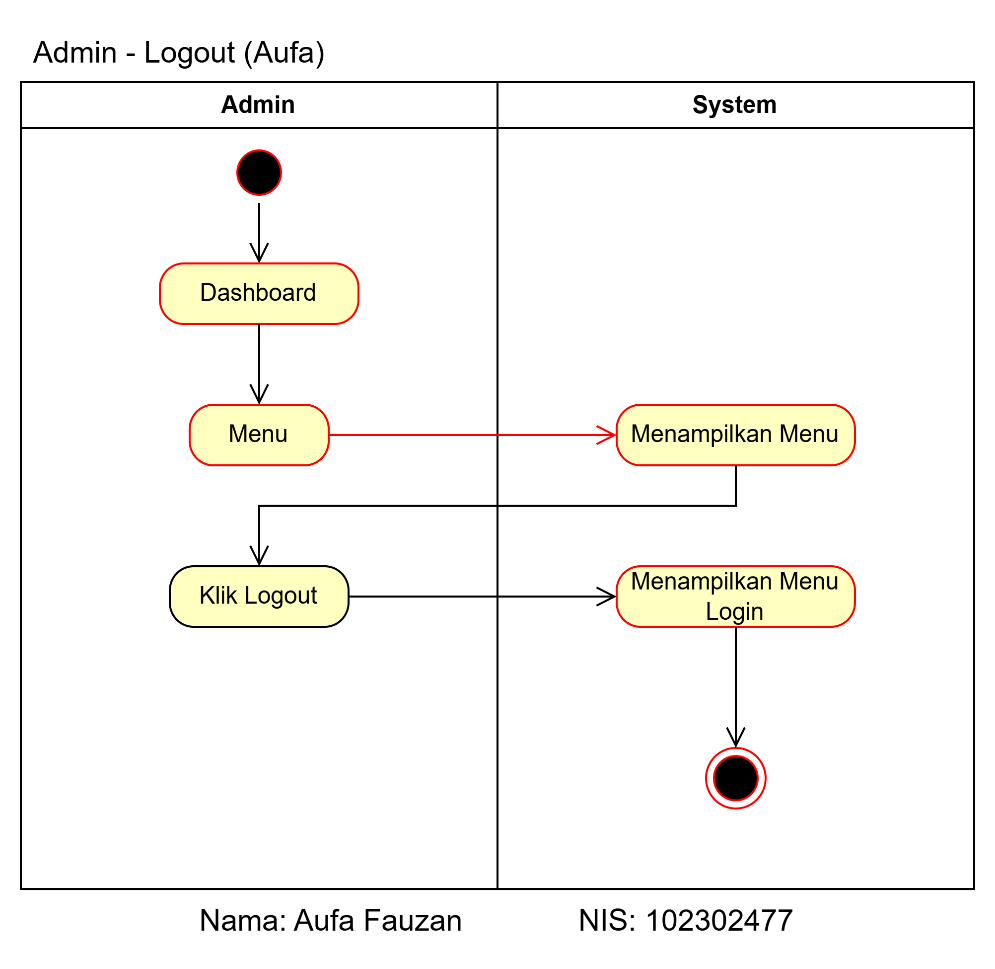 Admin - Logout (Aufa)
Admin
System
Dashboard
Menu
Menampilkan Menu
Klik Logout
Menampilkan Menu
Login
Nama: Aufa Fauzan
NIS: 102302477